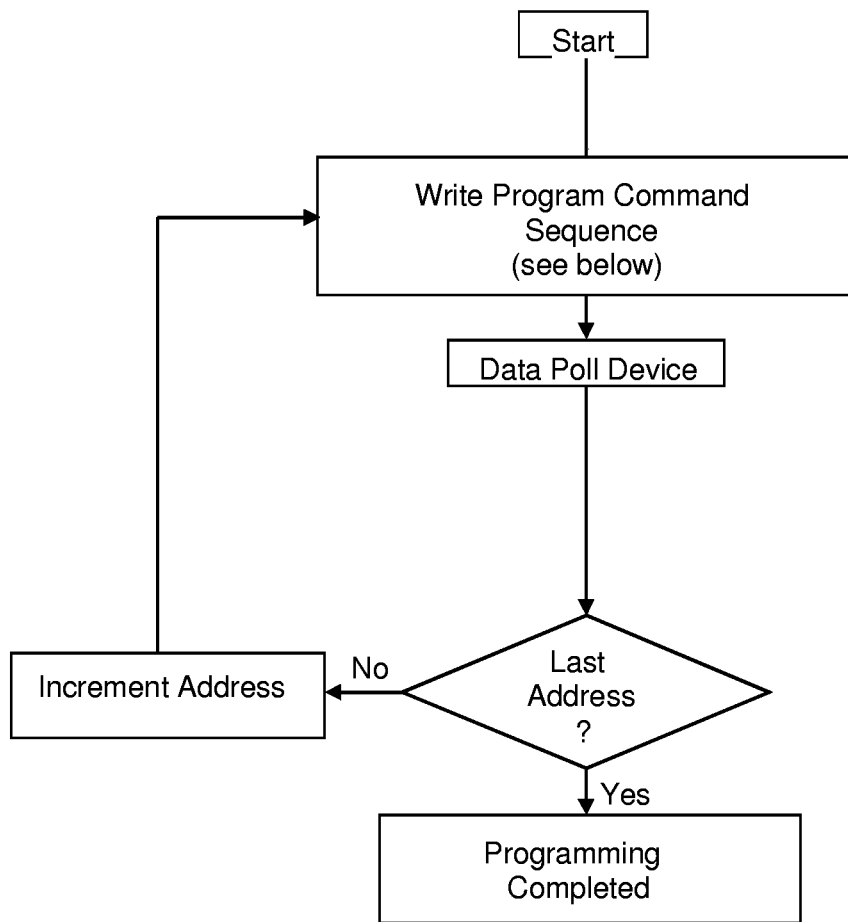 Start
Write Program Command
Sequence
(see below)
Data Poll Device
Last
Address
?
No
Increment Address
Yes
Programming
Completed